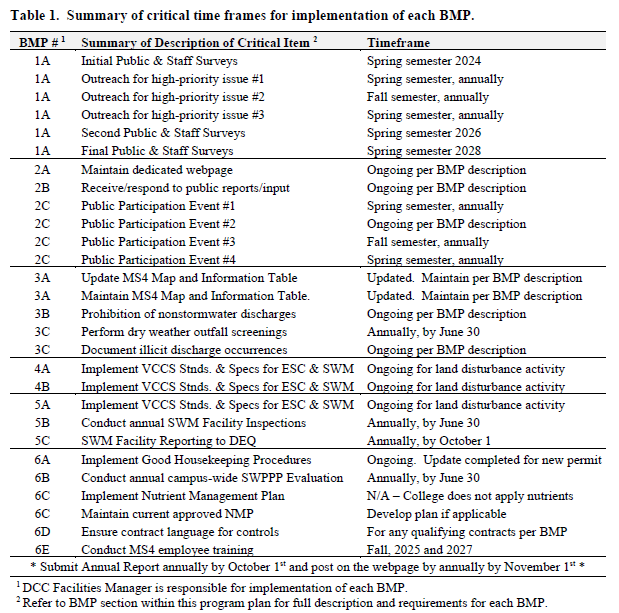 Table 1.  Summary of critical time frames for implementation of each BMP.
BMP # 1 Summary of Description of Critical Item 2 Timeframe
1A Initial Public & Staff Surveys Spring semester 2024
1A Outreach for high-priority issue #1 Spring semester, annually
1A Outreach for high-priority issue #2 Fall semester, annually
1A Outreach for high-priority issue #3 Spring semester, annually
1A Second Public & Staff Surveys Spring semester 2026
1A Final Public & Staff Surveys Spring semester 2028
2A Maintain dedicated webpage Ongoing per BMP description
2B Receive/respond to public reports/input Ongoing per BMP description
2C Public Participation Event #1 Spring semester, annually
2C Public Participation Event #2 Ongoing per BMP description
2C Public Participation Event #3 Fall semester, annually
2C Public Participation Event #4 Spring semester, annually
3A Update MS4 Map and Information Table Updated.  Maintain per BMP description
3A Maintain MS4 Map and Information Table. Updated.  Maintain per BMP description
3B Prohibition of nonstormwater discharges Ongoing per BMP description
3C Perform dry weather outfall screenings Annually, by June 30
3C Document illicit discharge occurrences Ongoing per BMP description
4A Implement VCCS Stnds. & Specs for ESC & SWM Ongoing for land disturbance activity
4B Implement VCCS Stnds. & Specs for ESC & SWM Ongoing for land disturbance activity
5A Implement VCCS Stnds. & Specs for ESC & SWM Ongoing for land disturbance activity
5B Conduct annual SWM Facility Inspections Annually, by June 30
5C SWM Facility Reporting to DEQ Annually, by October 1
6A Implement Good Housekeeping Procedures Ongoing.  Update completed for new permit
6B Conduct annual campus-wide SWPPP Evaluation Annually, by June 30
6C Implement Nutrient Management Plan N/A – College does not apply nutrients
6C Maintain current approved NMP Develop plan if applicable
6D Ensure contract language for controls For any qualifying contracts per BMP
6E Conduct MS4 employee training Fall, 2025 and 2027
* Submit Annual Report annually by October 1st and post on the webpage by annually by November 1st *
1 DCC Facilities Manager is responsible for implementation of each BMP.
2 Refer to BMP section within this program plan for full description and requirements for each BMP.